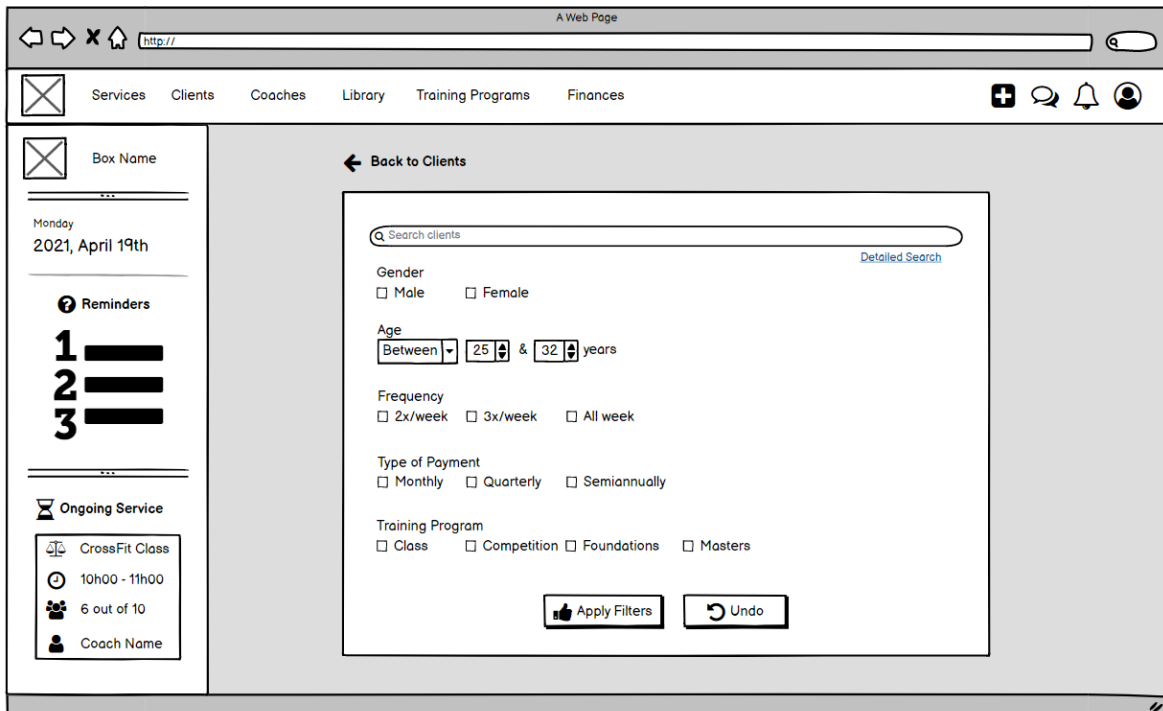 A Web Page
http://
Services Clients Coaches Library Training Programs Finances
Box Name
Monday
2021, April 19th
Reminders
1
2
3
Ongoing Service
CrossFit Class
10h00 - 11h00
6 out of 10
Coach Name
Back to Clients
Search clients
Detailed Search
Gender
Male Female
Age
Between 25 & 32 years
Frequency
2x/week 3x/week All week
Type of Payment
Monthly Quarterly Semiannually
Training Program
Class Competition Foundations Masters
Apply Filters Undo